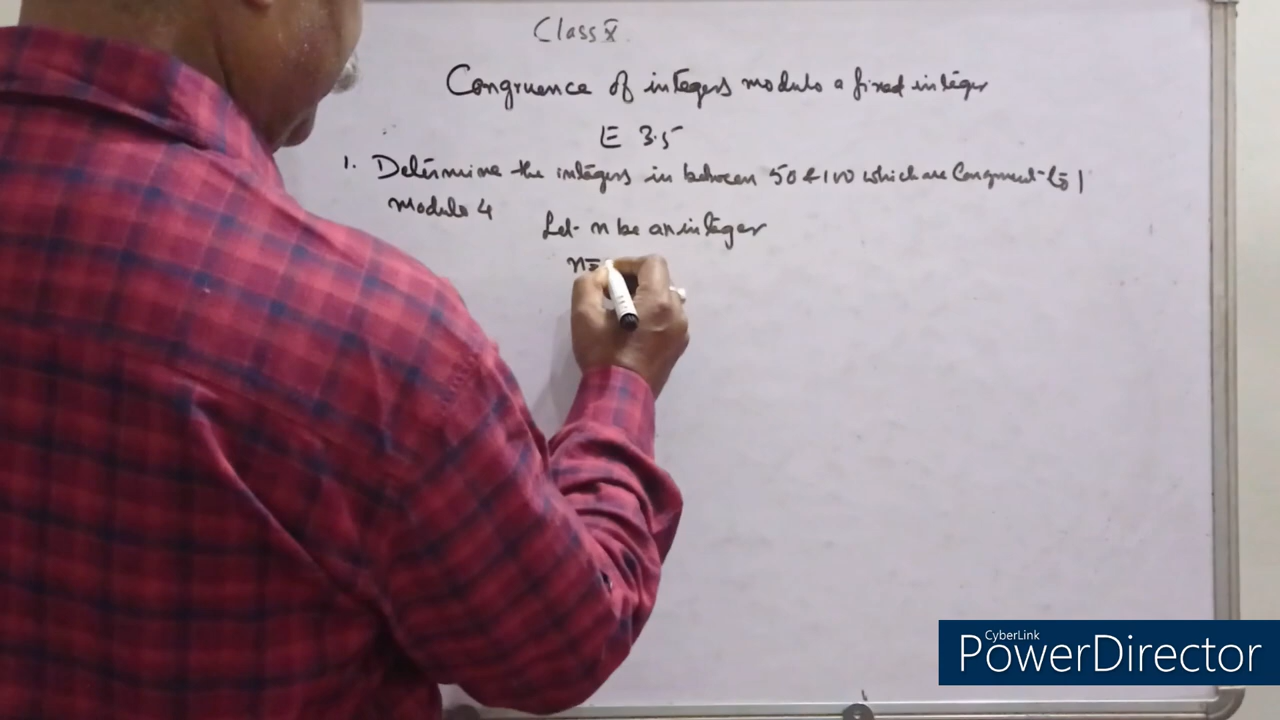 Class X
Congruence of integers modulo a fixed integer
E 3.5
1. Determine the integers in between 50 & 100 which are Congruent to 1
modulo 4
Let n be an integer
n ≡
CyberLink
PowerDirector